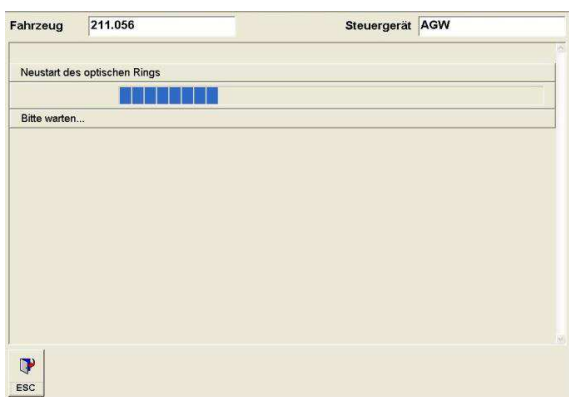 Fahrzeug 211.056 Steuergerät AGW
Neustart des optischen Rings
Bitte warten...
ESC